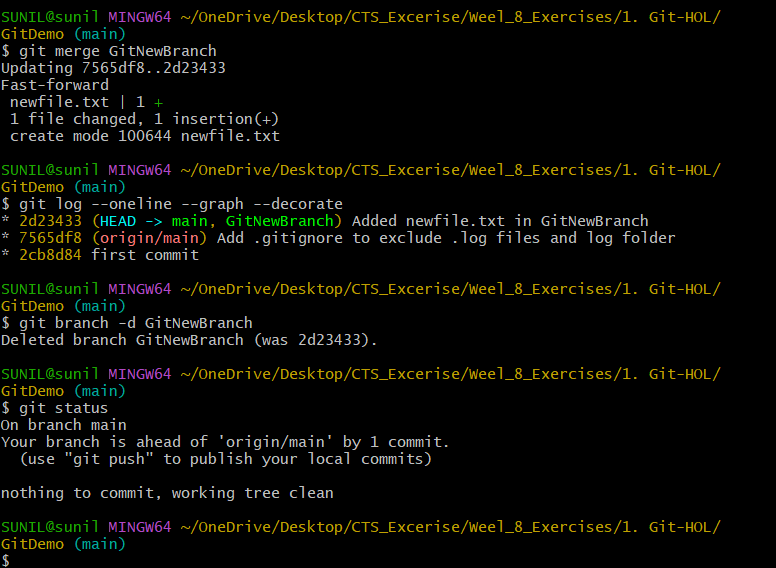 SUNIL@sunil MINGW64 ~/OneDrive/Desktop/CTS_Excerise/Weel_8_Exercises/1. Git-HOL/
GitDemo (main)
$ git merge GitNewBranch
Updating 7565df8..2d23433
Fast-forward
 newfile.txt | 1 +
 1 file changed, 1 insertion(+)
 create mode 100644 newfile.txt

SUNIL@sunil MINGW64 ~/OneDrive/Desktop/CTS_Excerise/Weel_8_Exercises/1. Git-HOL/
GitDemo (main)
$ git log --oneline --graph --decorate
* 2d23433 (HEAD -> main, GitNewBranch) Added newfile.txt in GitNewBranch
* 7565df8 (origin/main) Add .gitignore to exclude .log files and log folder
* 2cb8d84 first commit

SUNIL@sunil MINGW64 ~/OneDrive/Desktop/CTS_Excerise/Weel_8_Exercises/1. Git-HOL/
GitDemo (main)
$ git branch -d GitNewBranch
Deleted branch GitNewBranch (was 2d23433).

SUNIL@sunil MINGW64 ~/OneDrive/Desktop/CTS_Excerise/Weel_8_Exercises/1. Git-HOL/
GitDemo (main)
$ git status
On branch main
Your branch is ahead of 'origin/main' by 1 commit.
  (use "git push" to publish your local commits)

nothing to commit, working tree clean

SUNIL@sunil MINGW64 ~/OneDrive/Desktop/CTS_Excerise/Weel_8_Exercises/1. Git-HOL/
GitDemo (main)
$